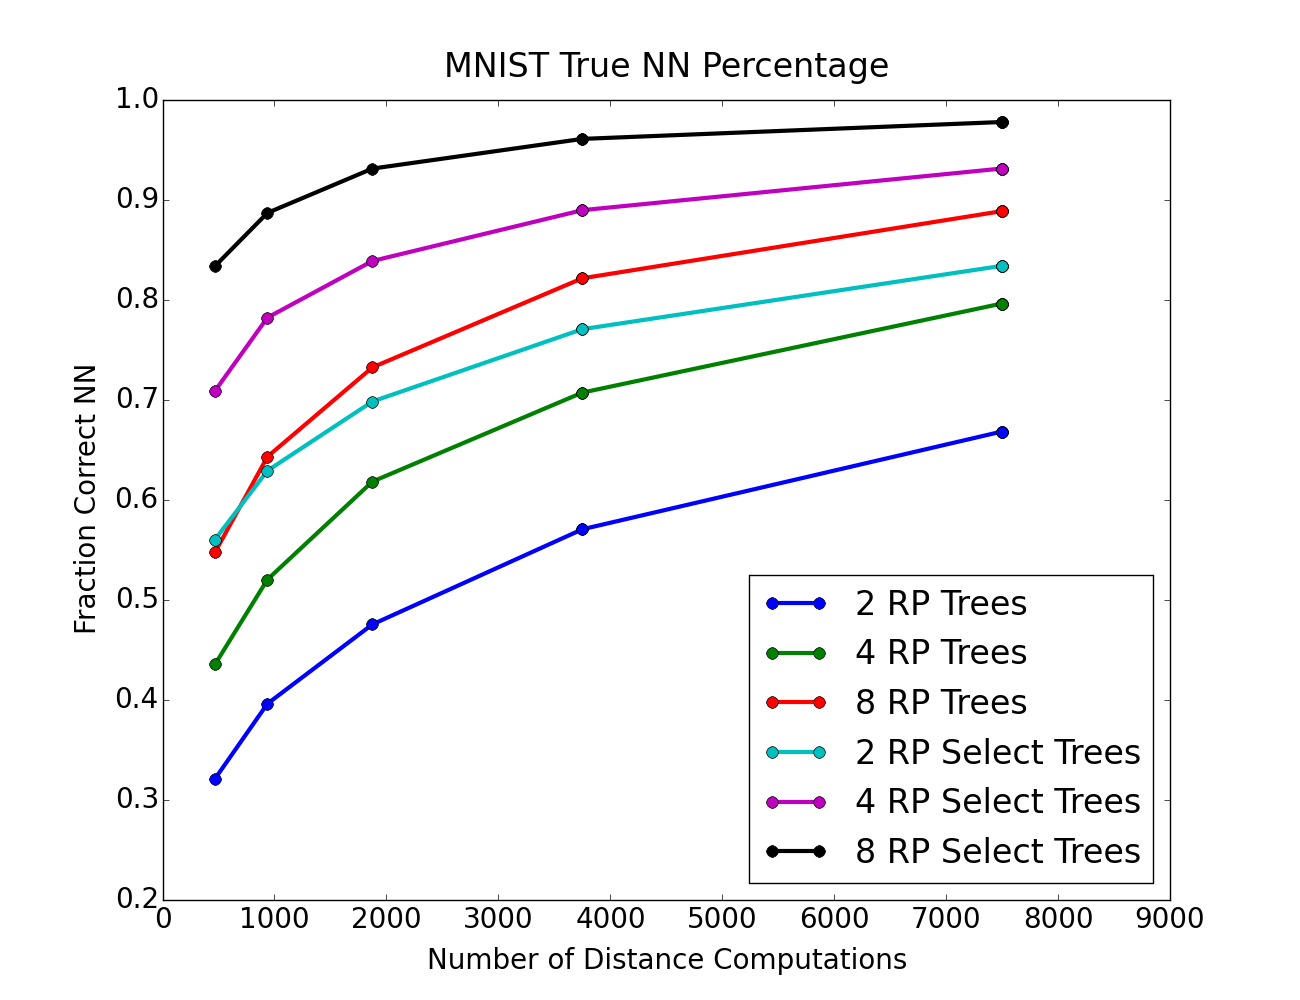 MNIST True NN Percentage
1.0
0.9
0.8
0.7
0.6
0.5
0.4
0.3
0.2
Fraction Correct NN
2 RP Trees
4 RP Trees
8 RP Trees
2 RP Select Trees
4 RP Select Trees
8 RP Select Trees
0 1000 2000 3000 4000 5000 6000 7000 8000 9000
Number of Distance Computations